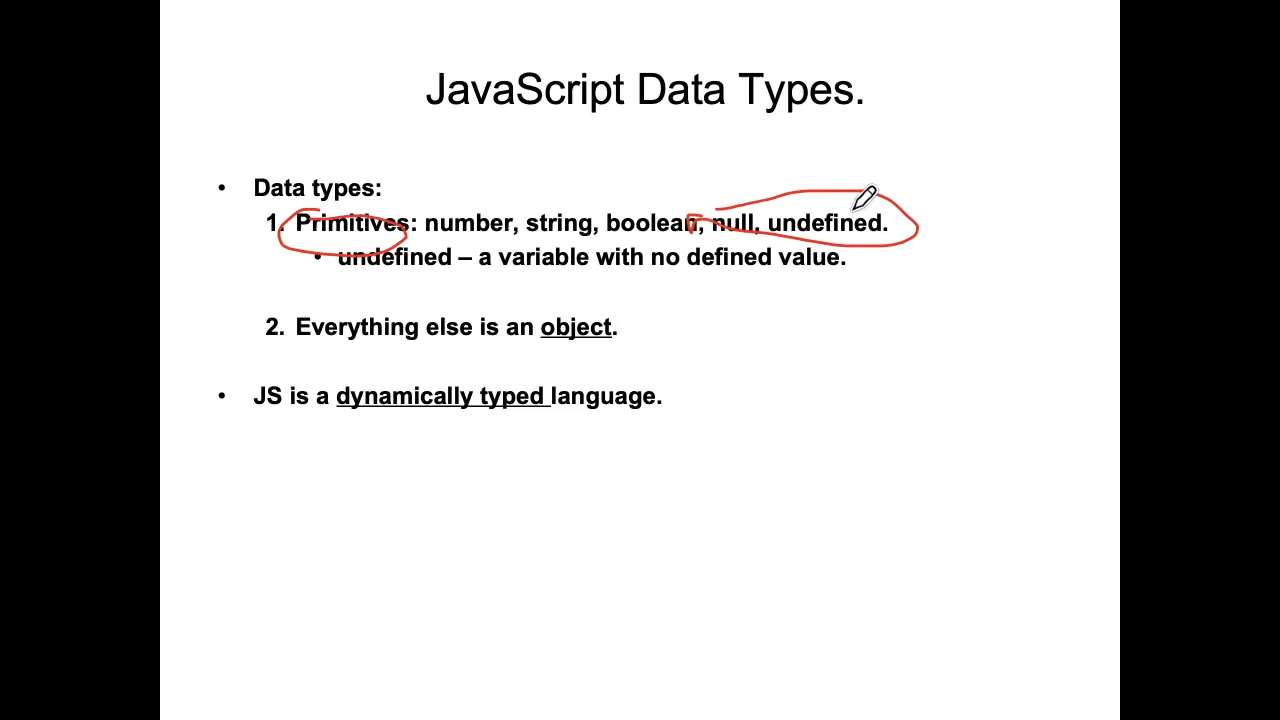 JavaScript Data Types.
• Data types:
1. Primitives: number, string, boolean, null, undefined.
• undefined – a variable with no defined value.
2. Everything else is an object.
• JS is a dynamically typed language.